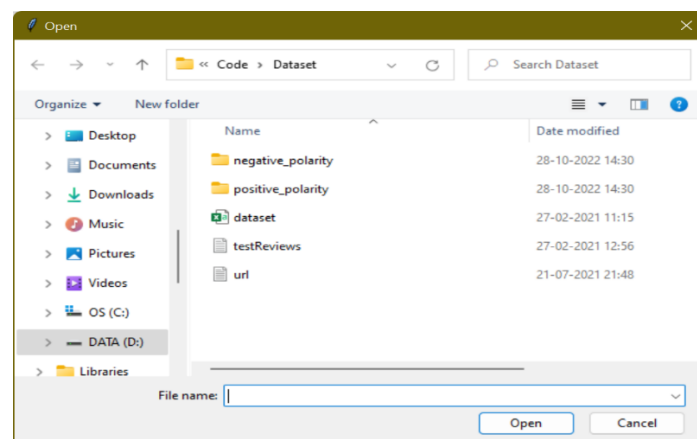 Open
« Code > Dataset
Search Dataset
Organize
New folder
Name
Date modified
Desktop
Documents
Downloads
Music
Pictures
Videos
OS (C:)
DATA (D:)
Libraries
negative_polarity 28-10-2022 14:30
positive_polarity 28-10-2022 14:30
dataset 27-02-2021 11:15
testReviews 27-02-2021 12:56
url 21-07-2021 21:48
File name:
Open
Cancel